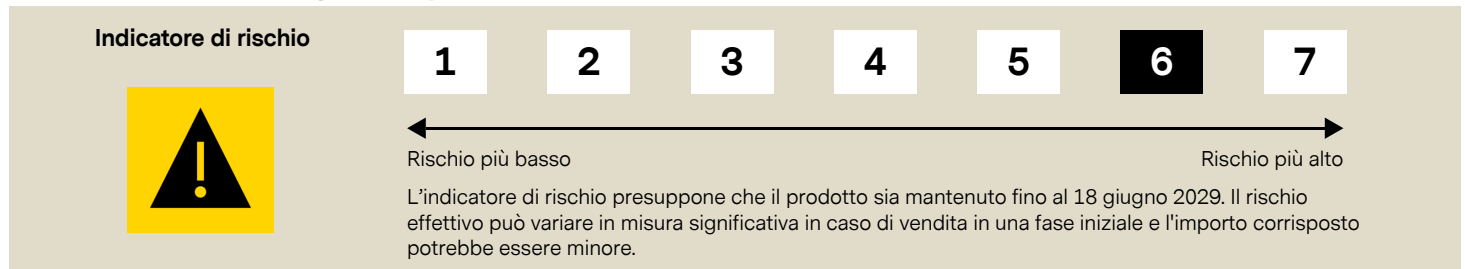 Indicatore di rischio
1 2 3 4 5 6 7
Rischio più basso Rischio più alto
L'indicatore di rischio presuppone che il prodotto sia mantenuto fino al 18 giugno 2029. Il rischio
effettivo può variare in misura significativa in caso di vendita in una fase iniziale e l'importo corrisposto
potrebbe essere minore.